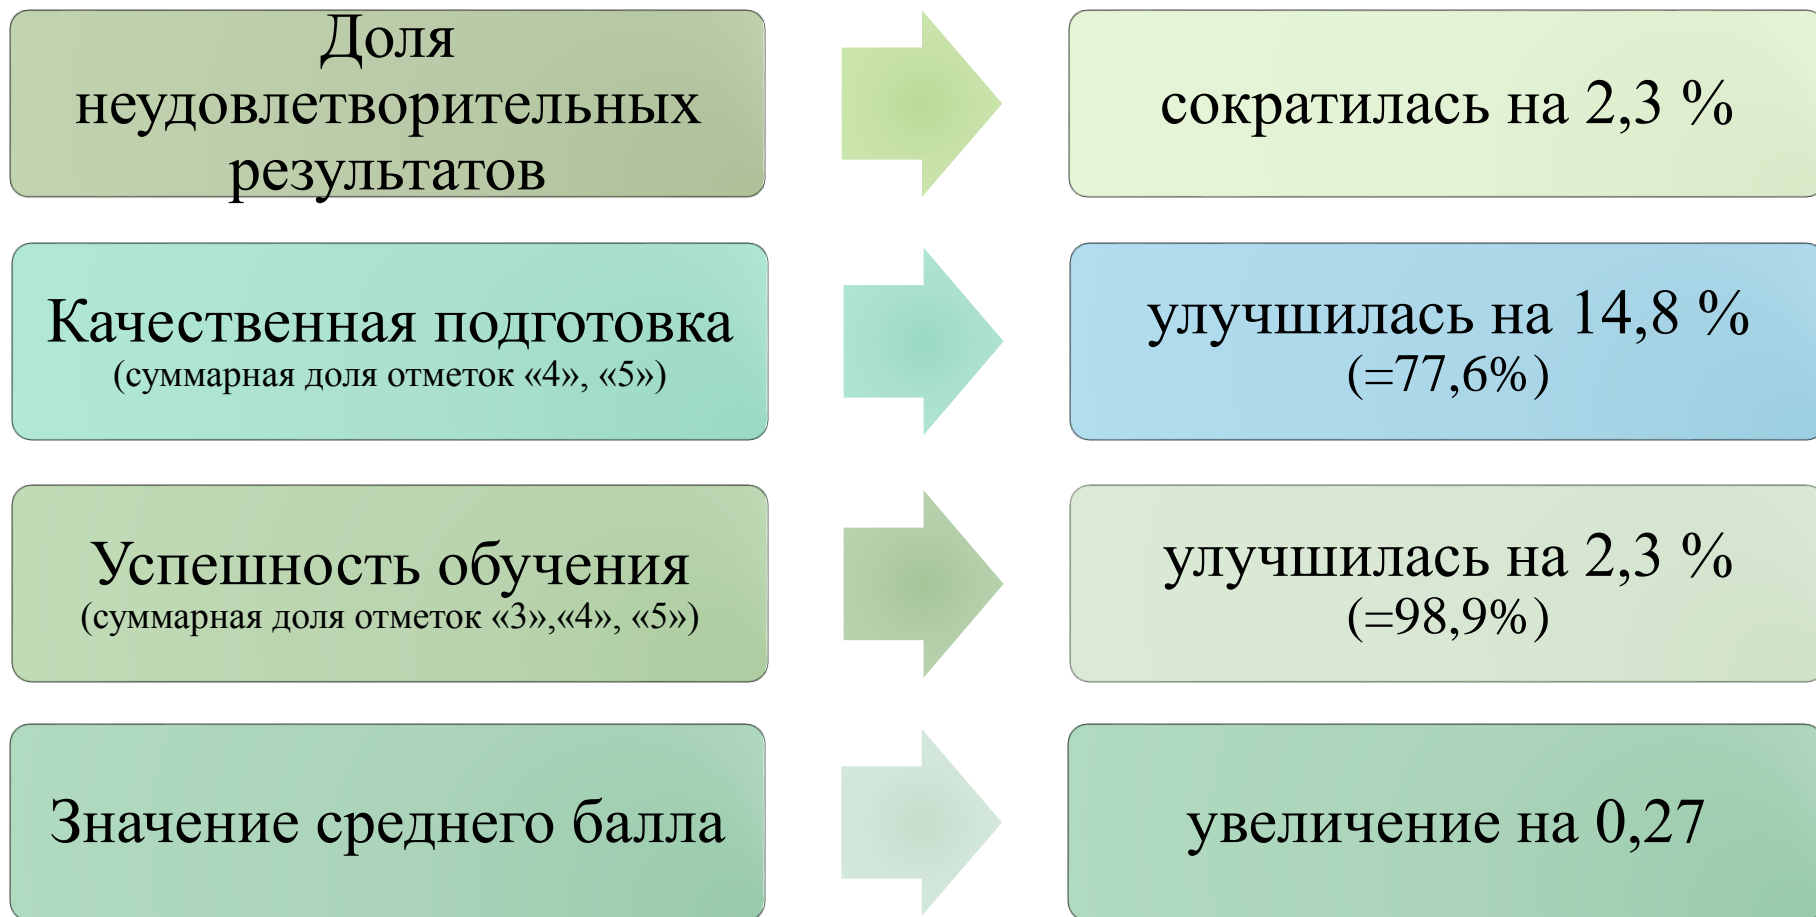 Доля
неудовлетворительных
результатов
сократилась на 2,3 %
Качественная подготовка
(суммарная доля отметок «4», «5»)
улучшилась на 14,8 %
(=77,6%)
Успешность обучения
(суммарная доля отметок «3»,«4», «5»)
улучшилась на 2,3 %
(=98,9%)
Значение среднего балла
увеличение на 0,27